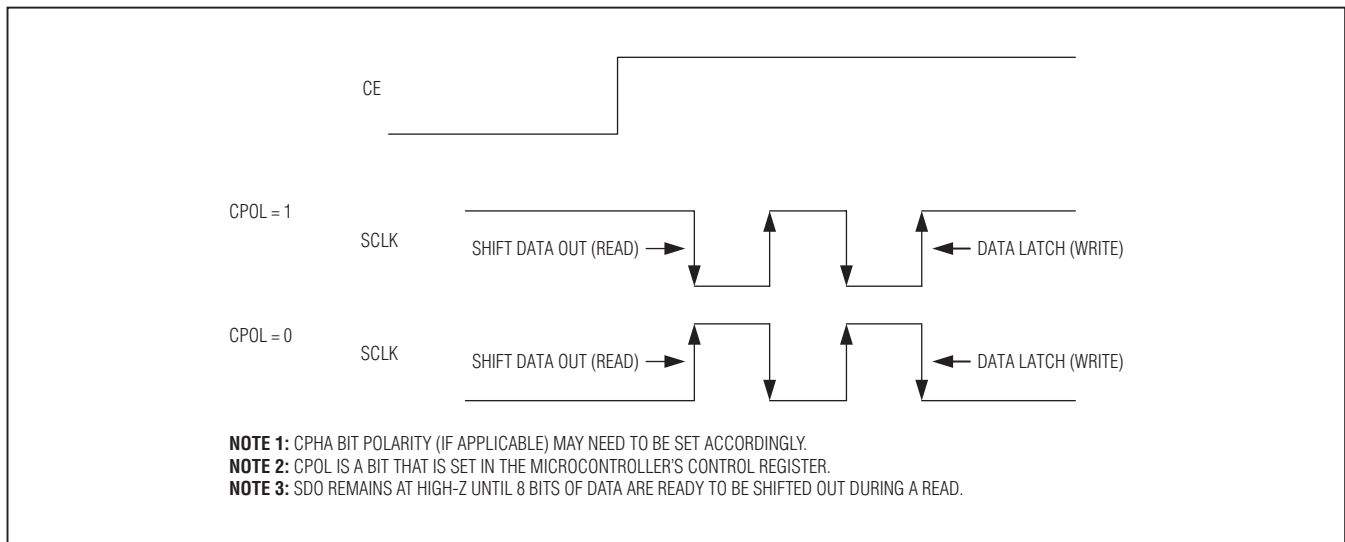 CE
CPOL = 1
SCLK
SHIFT DATA OUT (READ)
DATA LATCH (WRITE)
CPOL = 0
SCLK
SHIFT DATA OUT (READ)
DATA LATCH (WRITE)
NOTE 1: CPHA BIT POLARITY (IF APPLICABLE) MAY NEED TO BE SET ACCORDINGLY.
NOTE 2: CPOL IS A BIT THAT IS SET IN THE MICROCONTROLLER'S CONTROL REGISTER.
NOTE 3: SDO REMAINS AT HIGH-Z UNTIL 8 BITS OF DATA ARE READY TO BE SHIFTED OUT DURING A READ.